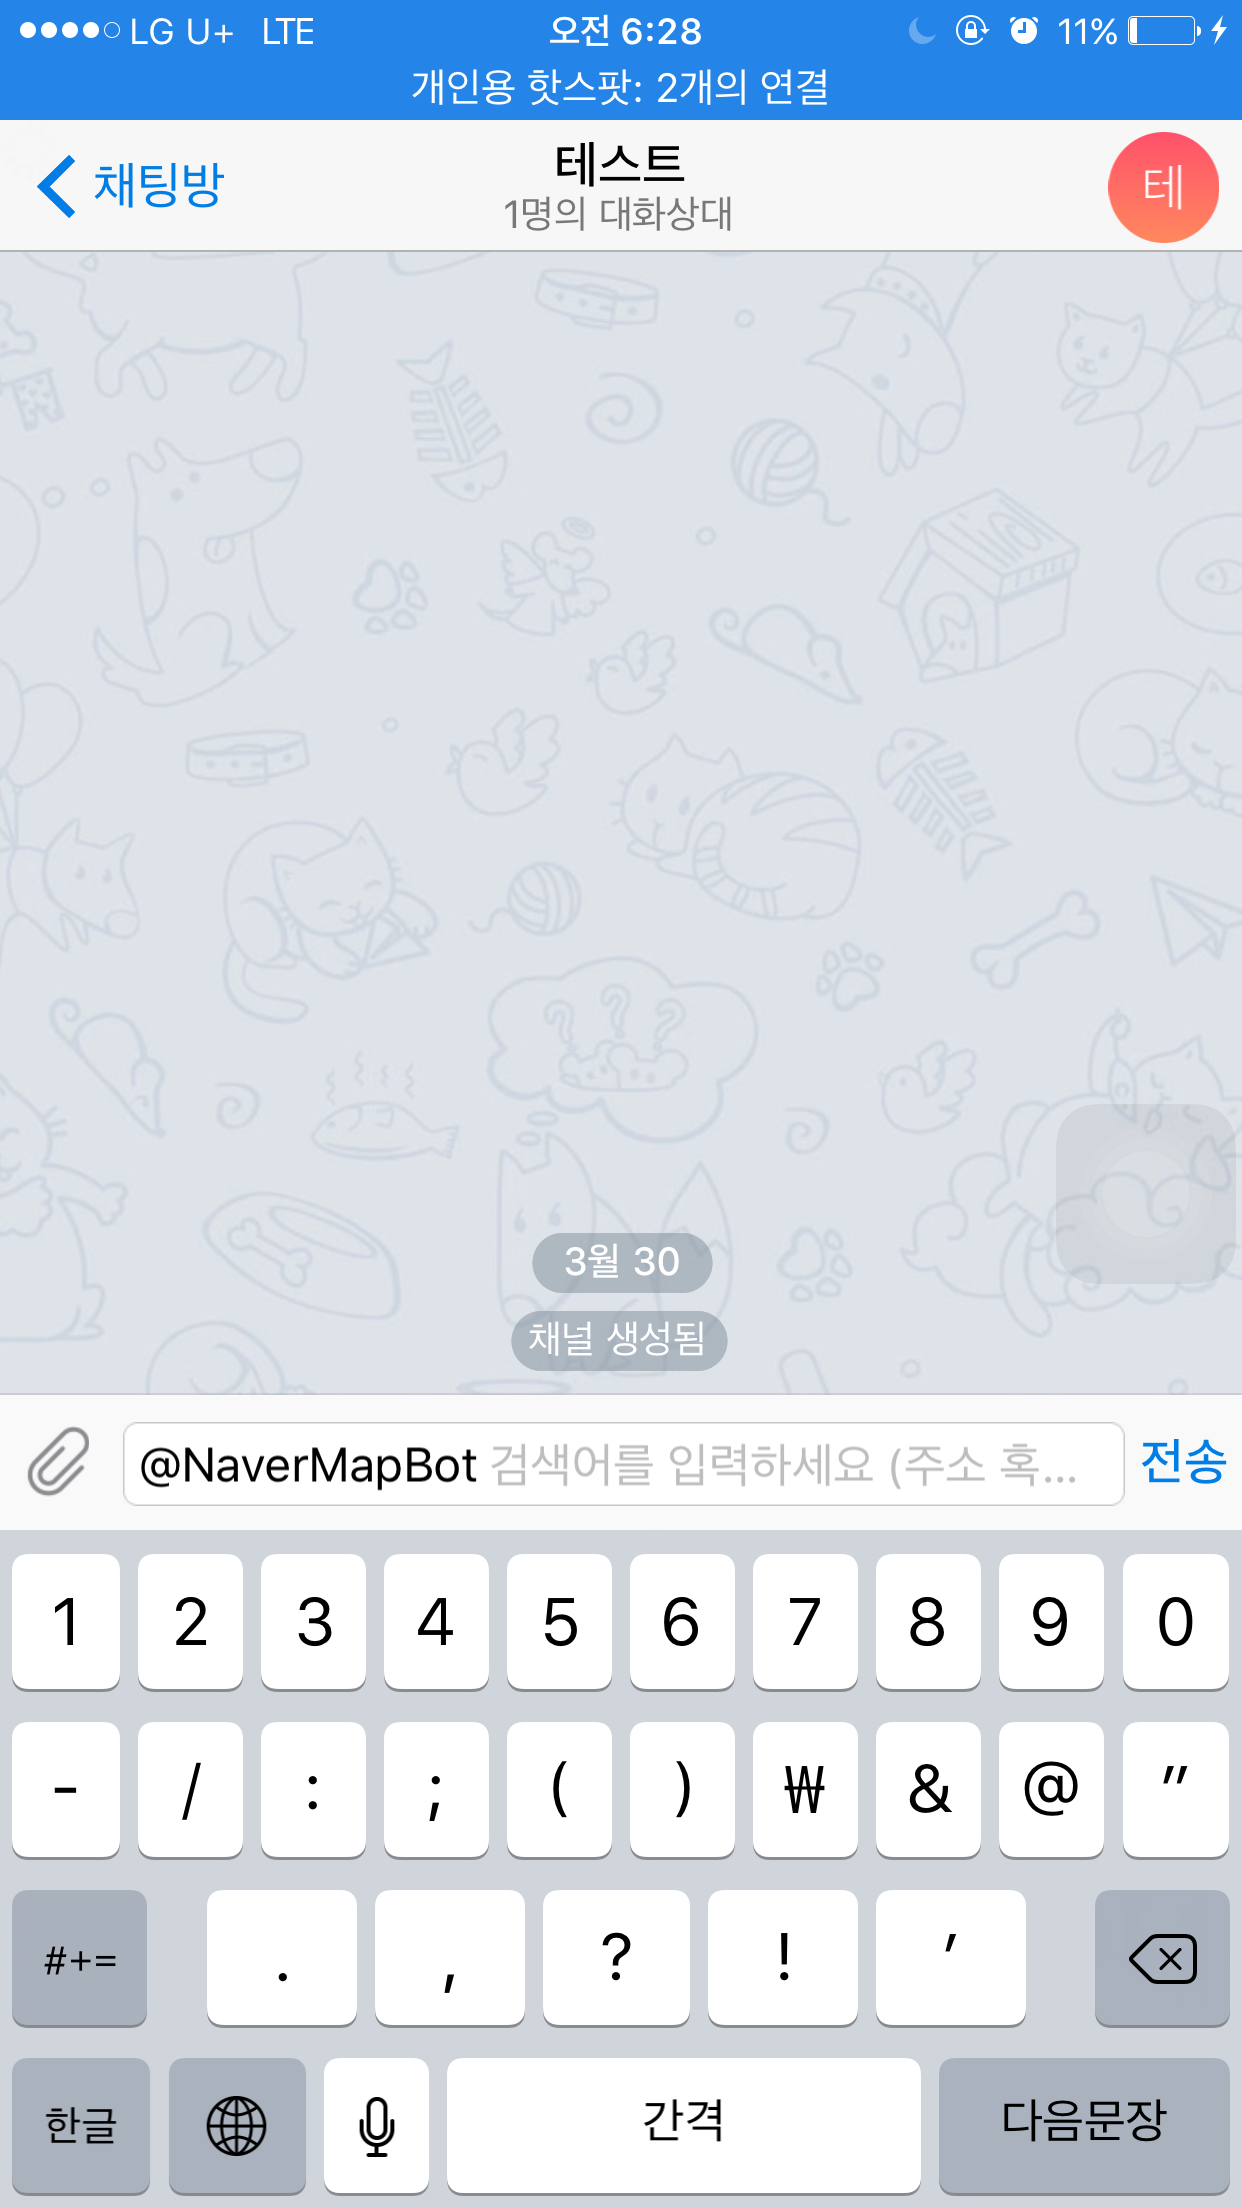 LG U+ LTE 오전 6:28 11%
개인용 핫스팟: 2개의 연결
채팅방
테스트
1명의 대화상대
테
? ? ?
3월 30
채널 생성됨
@NaverMapBot 검색어를 입력하세요 (주소 혹...
전송
1 2 3 4 5 6 7 8 9 0
- / : ; ( ) ₩ & @ "
#+= . , ? ! '
한글 간격 다음문장